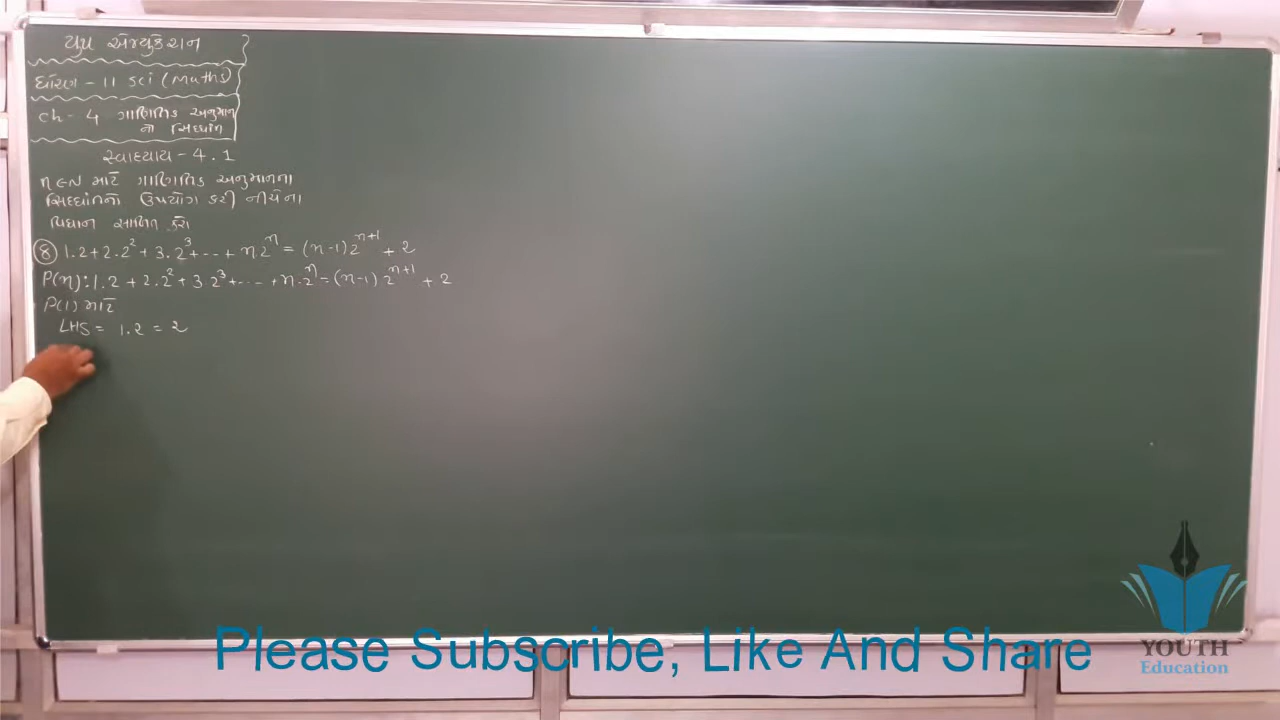 યુથ એજ્યુકેશન
ધોરણ - 11 Sci (Maths)
Ch - 4 ગાણિતિક અનુમાન
નો સિદ્ધાંત
સ્વાધ્યાય - 4.1
n∈N માટે ગાણિતિક અનુમાનના
સિદ્ધાંતનો ઉપયોગ કરી નીચેના
વિધાન સાબિત કરો
⑧ 1.2 + 2.2² + 3.2³ + --- + n2ⁿ = (n-1)2ⁿ⁺¹ + 2
P(n): 1.2 + 2.2² + 3.2³ + --- + n.2ⁿ = (n-1)2ⁿ⁺¹ + 2
P(1) માટે
LHS = 1.2 = 2
YOUTH
Education
Please Subscribe, Like And Share